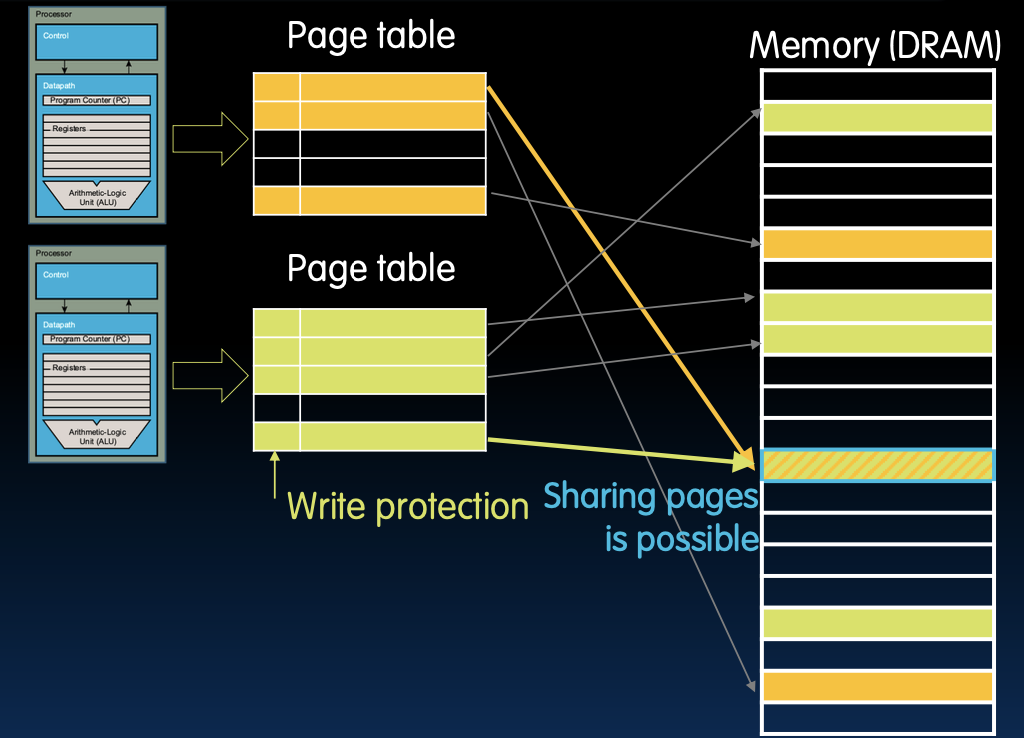 Processor
Control
Datapath
Program Counter (PC)
Registers
Arithmetic-Logic
Unit (ALU)
Page table
Memory (DRAM)
Processor
Control
Datapath
Program Counter (PC)
Registers
Arithmetic-Logic
Unit (ALU)
Page table
Write protection
Sharing pages
is possible